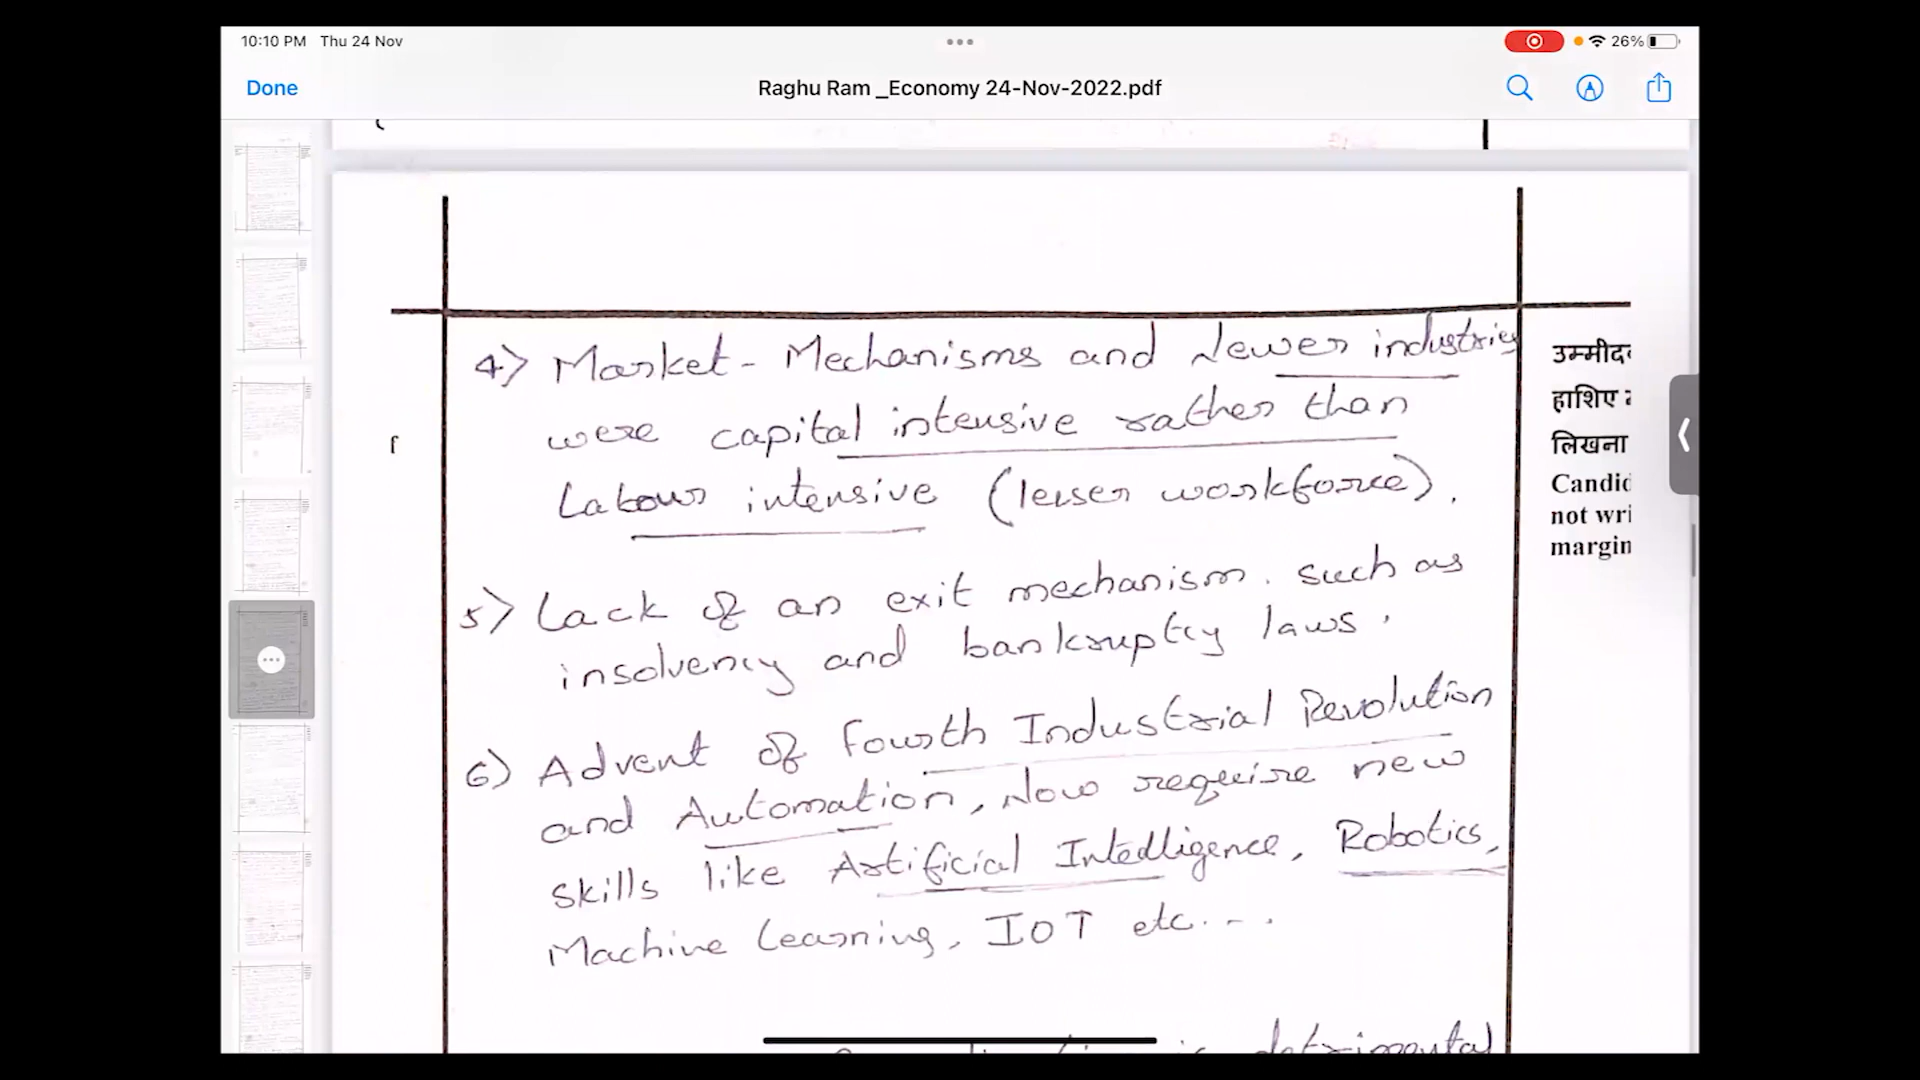 10:10 PM Thu 24 Nov
26%
Done
Raghu Ram _Economy 24-Nov-2022.pdf
4) Market-Mechanisms and Newer industries
were capital intensive rather than
Labour intensive (lesser workforce).
5) Lack of an exit mechanism. such as
insolvency and bankruptcy laws.
6) Advent of Fourth Industrial Revolution
and Automation, Now require new
skills like Artificial Intelligence, Robotics,
Machine Learning, IOT etc....
is detrimental
उम्मीद
हाशिए
लिखना
Candid
not wri
margin